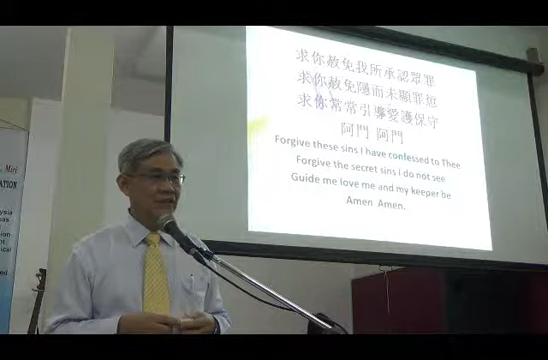 求你赦免我所承認眾罪
求你赦免隱而未顯罪愆
求你常常引導愛護保守
阿門 阿門
Forgive these sins I have confessed to Thee
Forgive the secret sins I do not see
Guide me love me and my keeper be
Amen Amen.
Miri